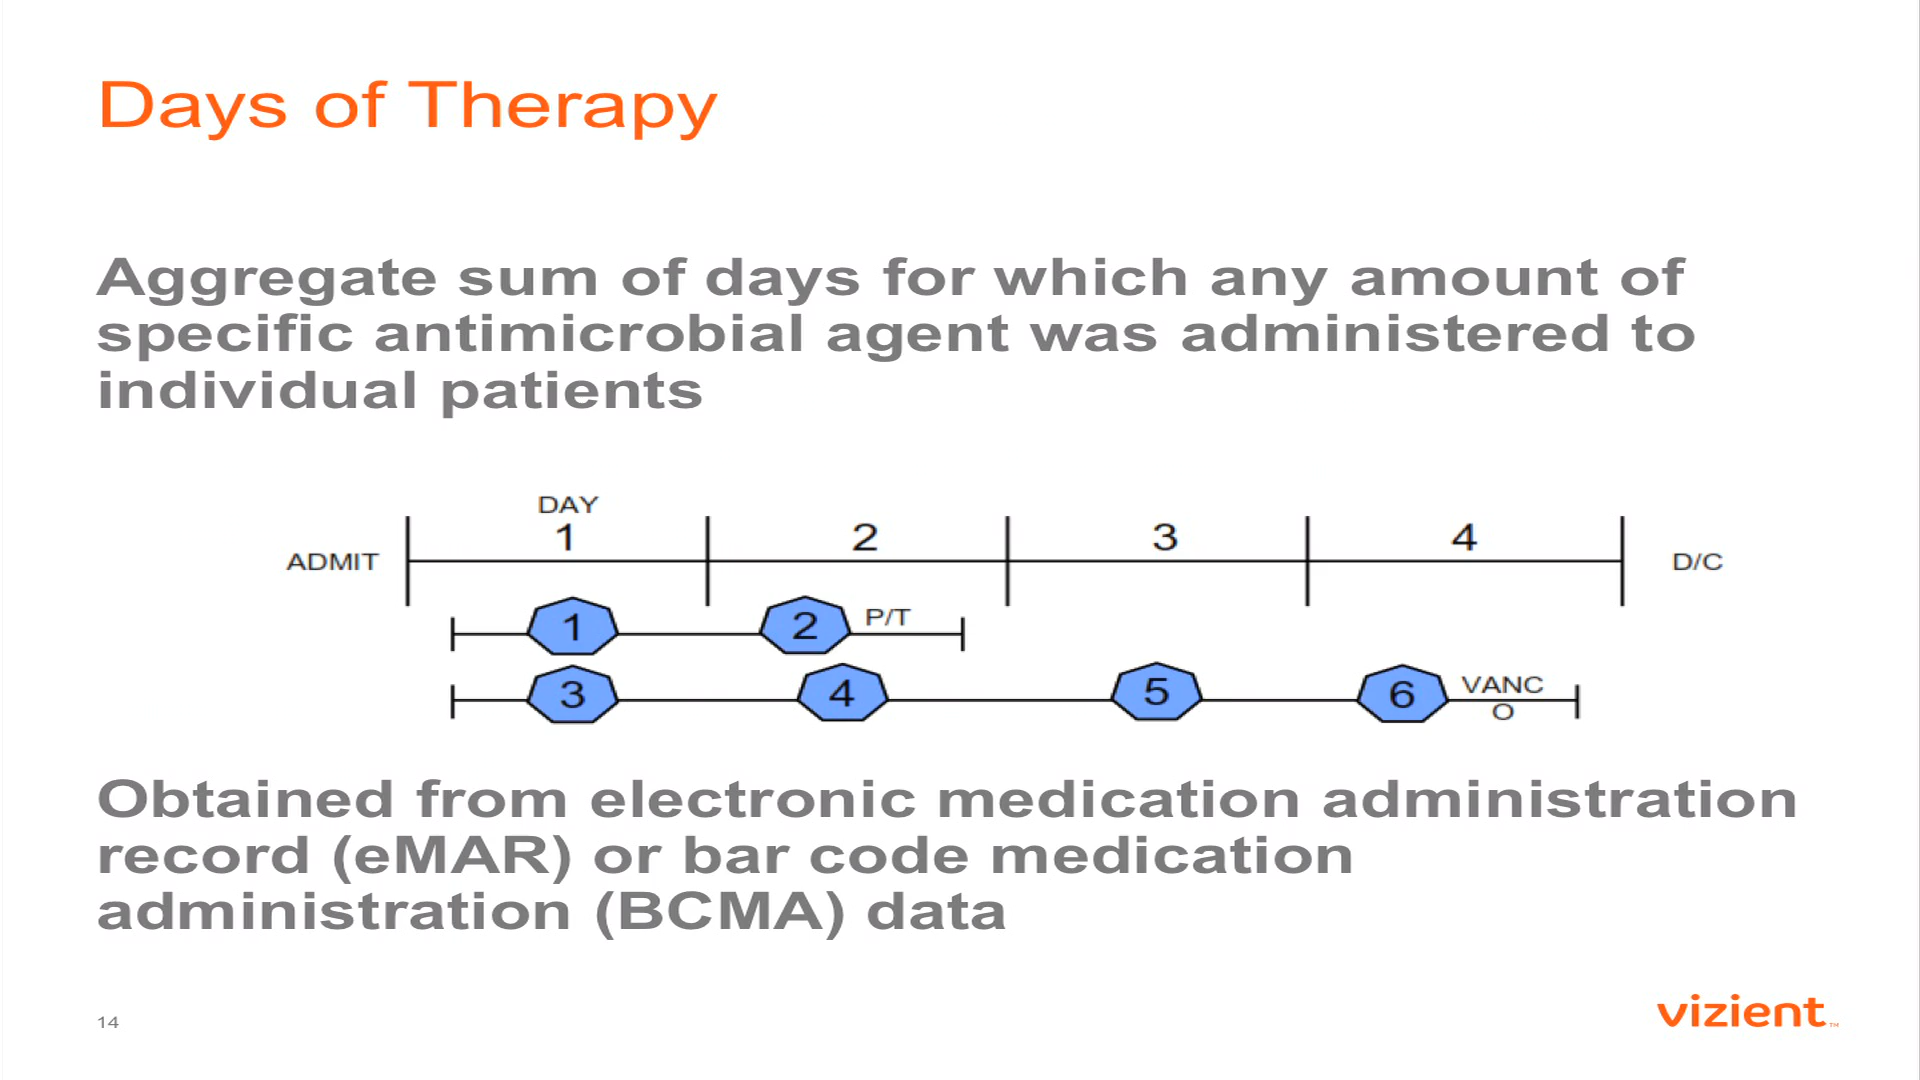 Days of Therapy
Aggregate sum of days for which any amount of
specific antimicrobial agent was administered to
individual patients
DAY
1 2 3 4
ADMIT D/C
1 2 P/T
3 4 5 6 VANC
O
Obtained from electronic medication administration
record (eMAR) or bar code medication
administration (BCMA) data
14
vizient™